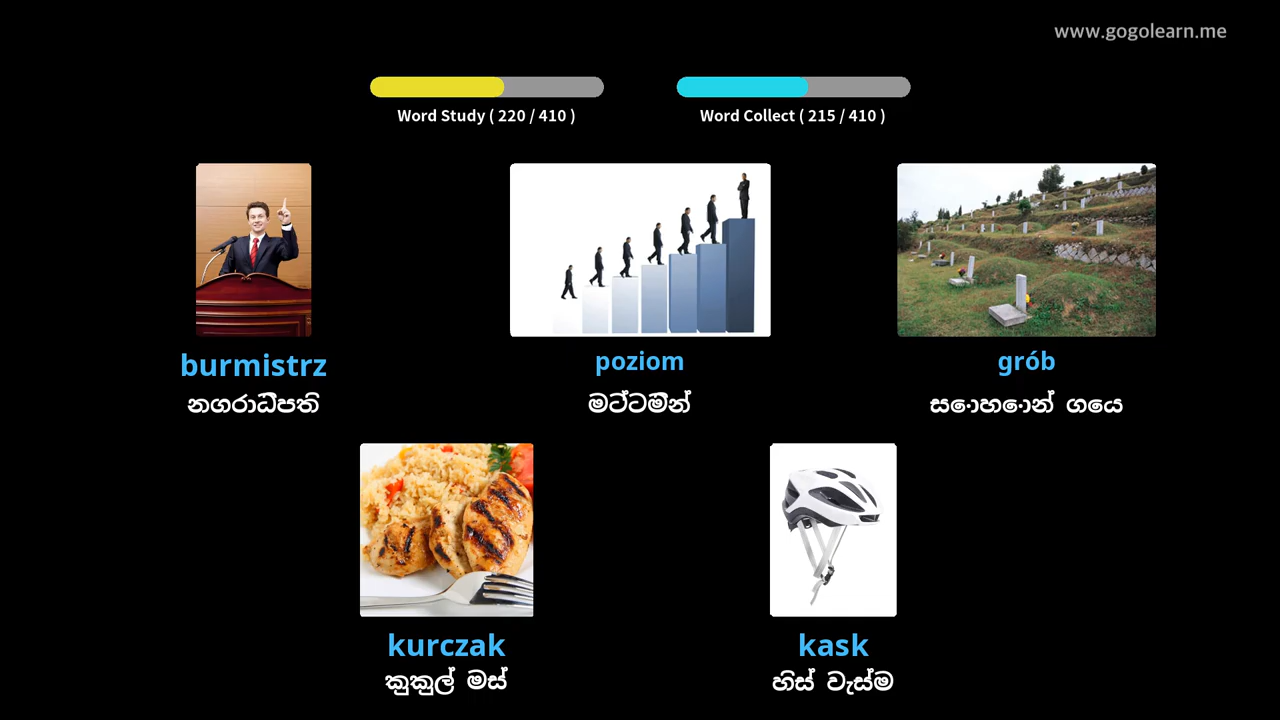 www.gogolearn.me
Word Study ( 220 / 410 )
Word Collect ( 215 / 410 )
burmistrz
නගරාධිපති
poziom
මට්ටමින්
grób
සොහොන් ගයෙ
kurczak
කුකුල් මස්
kask
හිස් වැස්ම